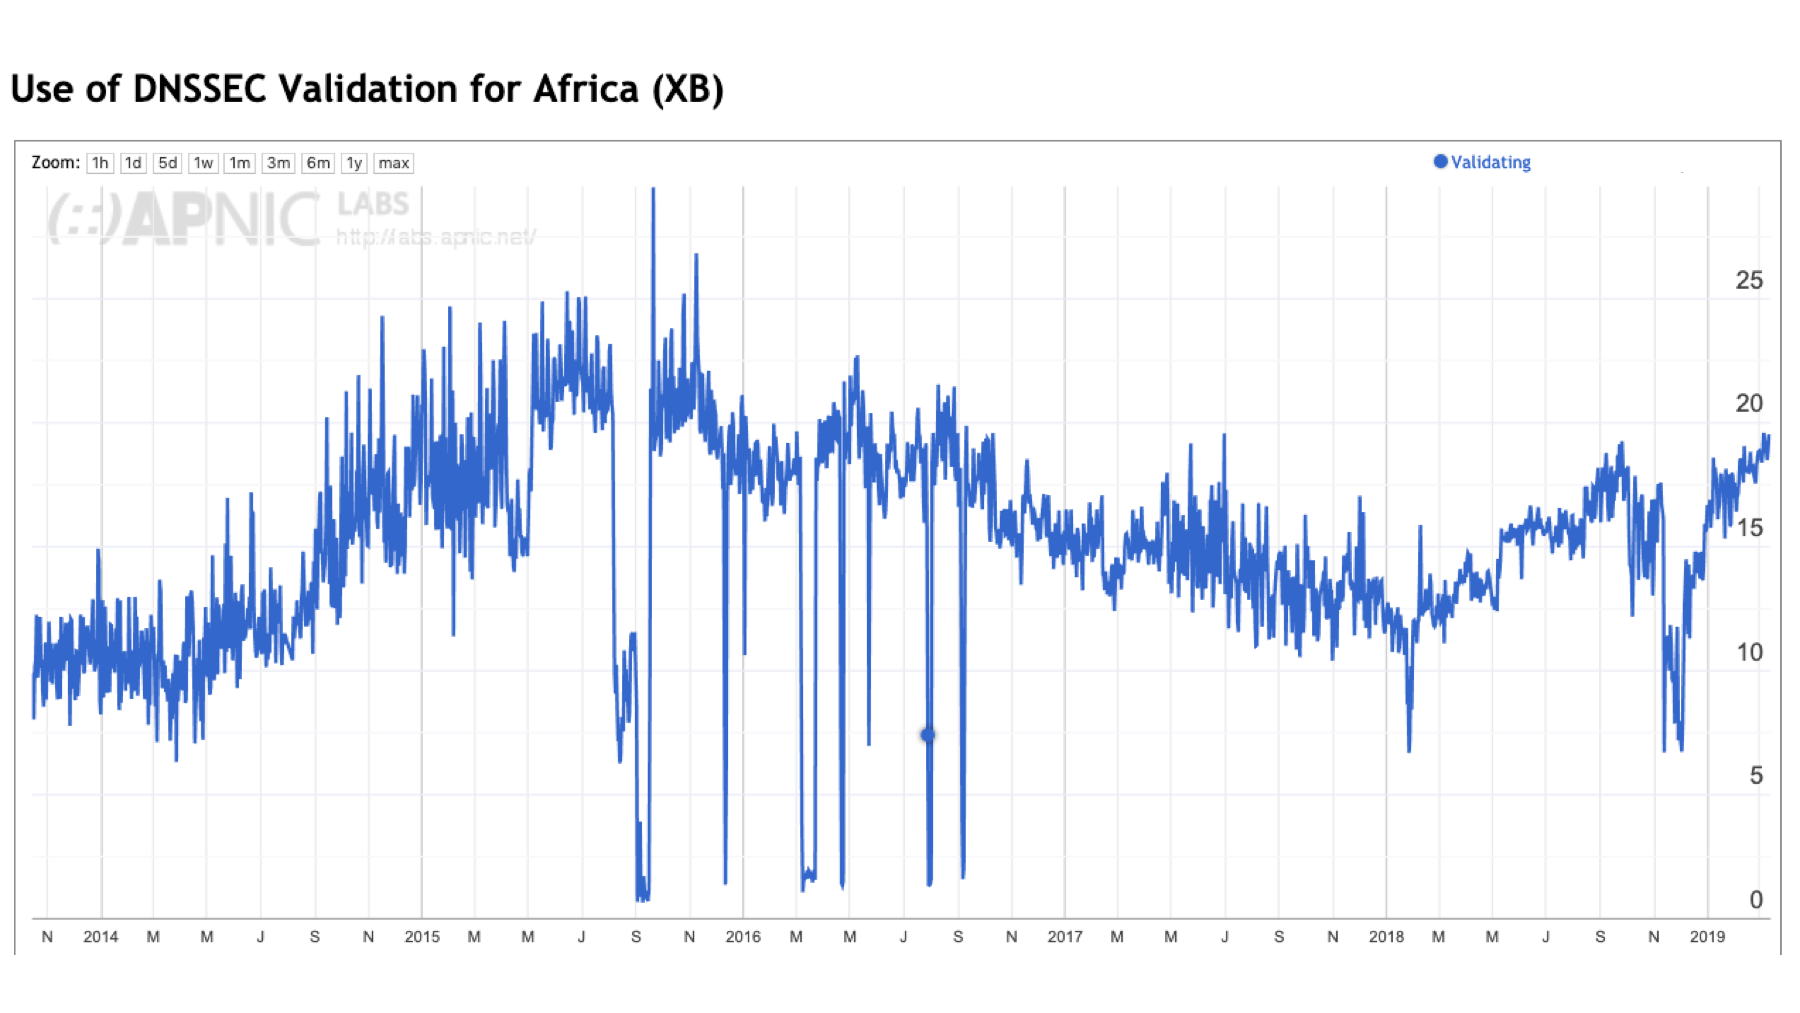 Use of DNSSEC Validation for Africa (XB)
Zoom: 1h 1d 5d 1w 1m 3m 6m 1y max
Validating
(::)APNIC LABS
http://labs.apnic.net/
25
20
15
10
5
0
N 2014 M M J S N 2015 M M J S N 2016 M M J S N 2017 M M J S N 2018 M M J S N 2019